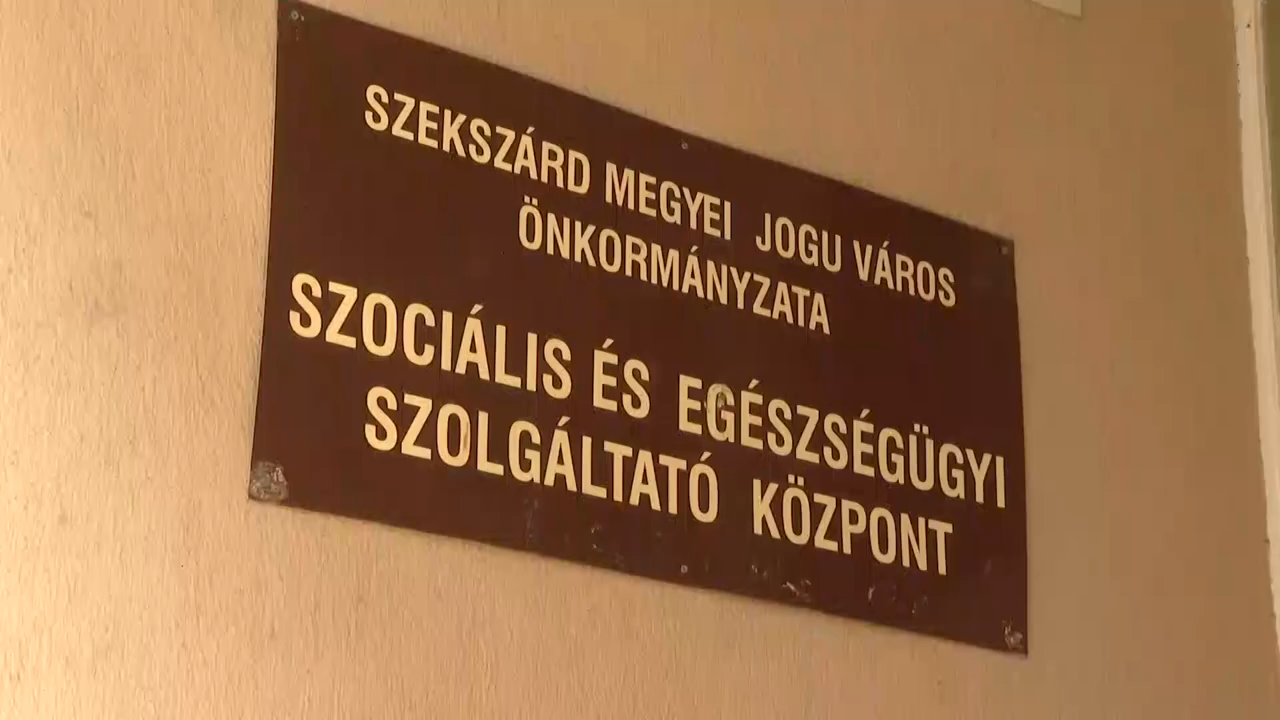 SZEKSZÁRD MEGYEI JOGU VÁROS
ÖNKORMÁNYZATA
SZOCIÁLIS ÉS EGÉSZSÉGÜGYI
SZOLGÁLTATÓ KÖZPONT